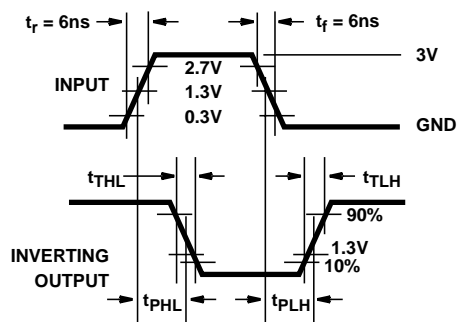 tr = 6ns
tf = 6ns
3V
INPUT
2.7V
1.3V
0.3V
GND
tTHL
tTLH
90%
INVERTING
OUTPUT
1.3V
10%
tPHL
tPLH